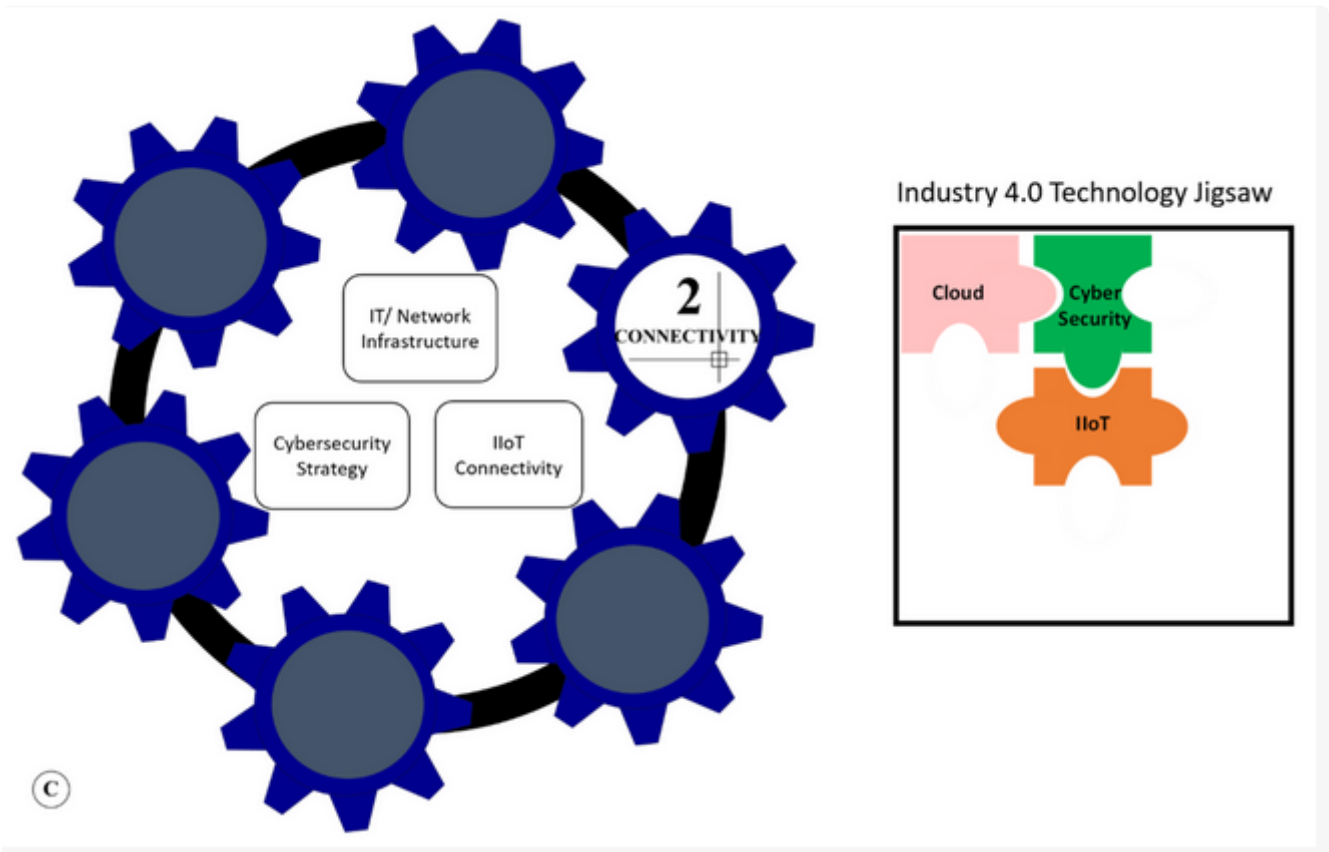 Industry 4.0 Technology Jigsaw
2
CONNECTIVITY
IT/ Network
Infrastructure
Cybersecurity
Strategy
IIoT
Connectivity
Cloud
Cyber
Security
IIoT
C